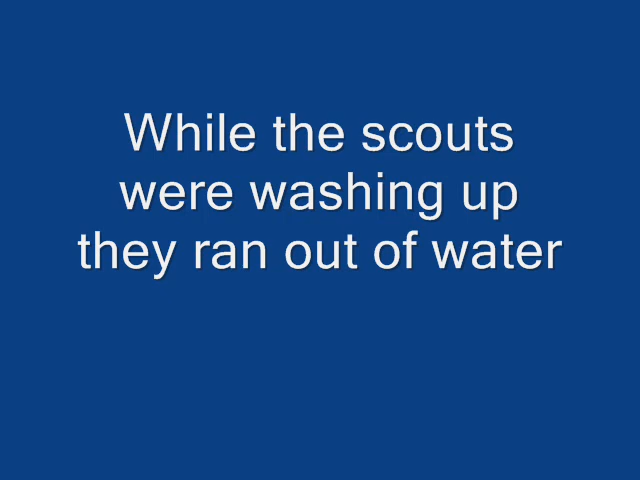 While the scouts
were washing up
they ran out of water